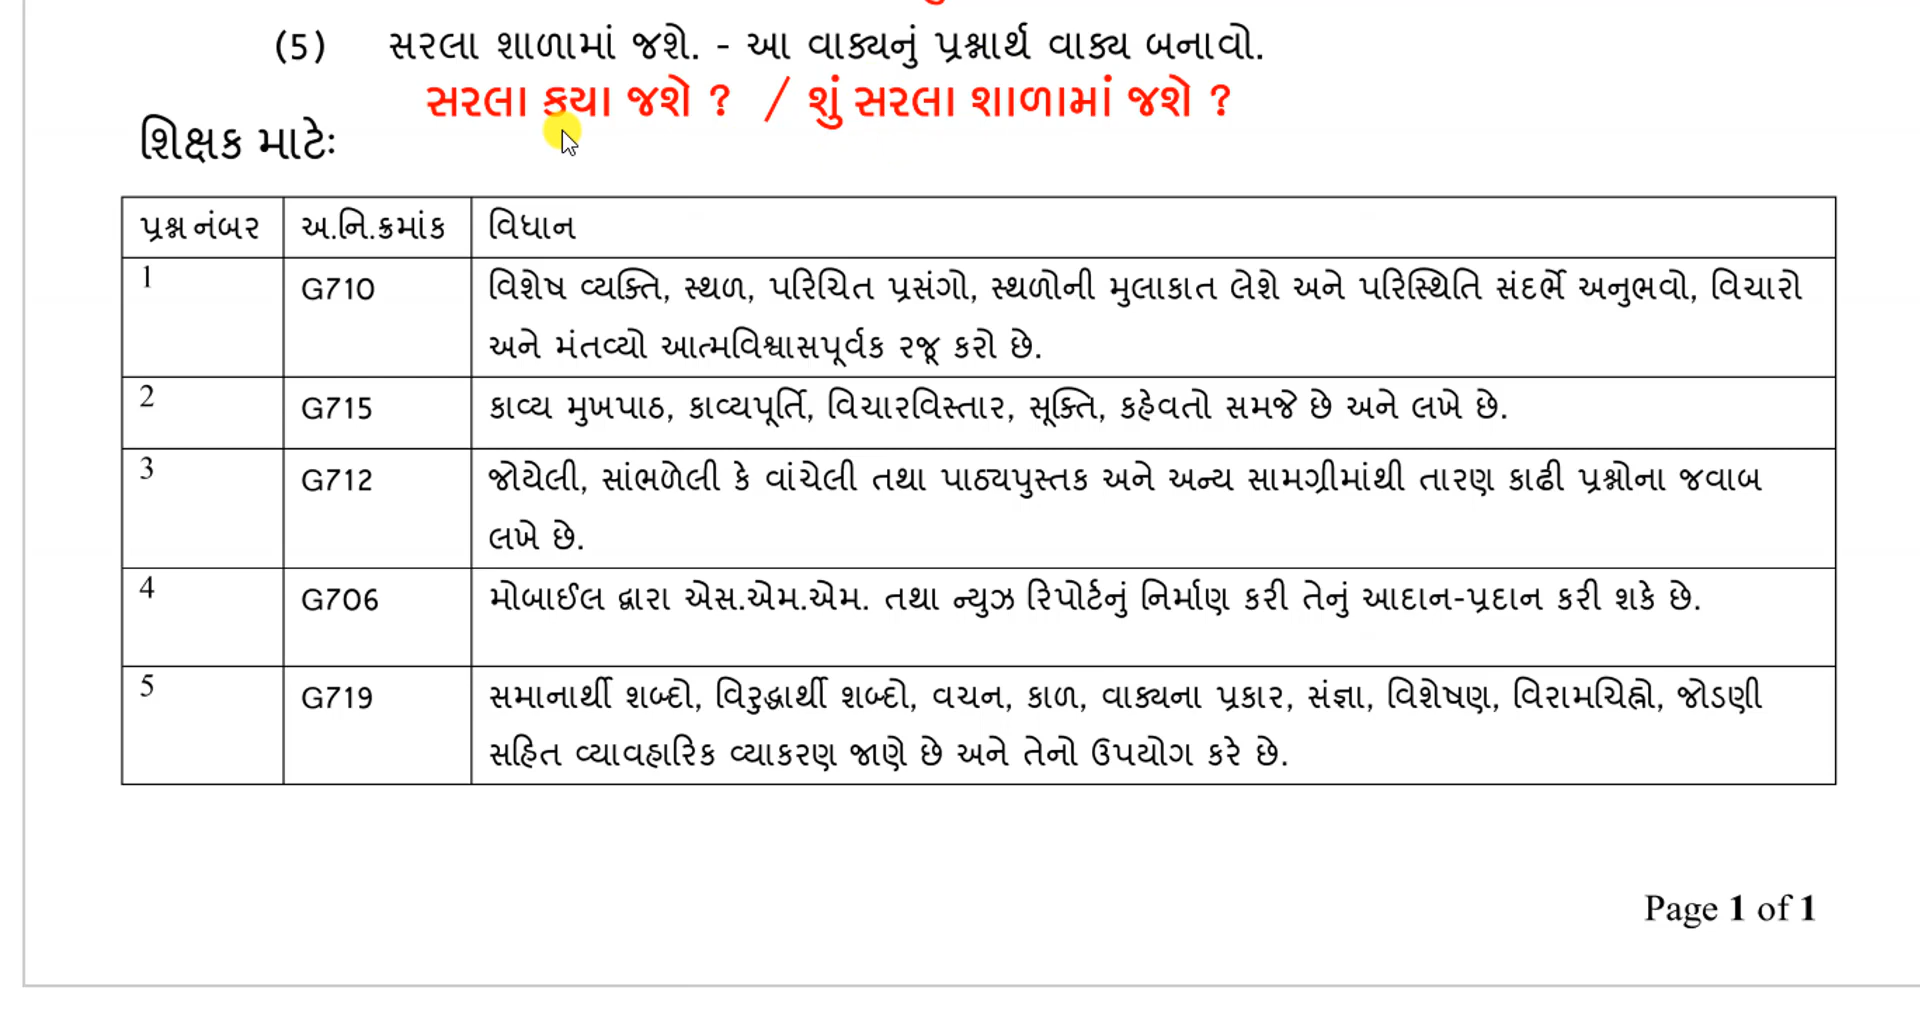 (5) સરલા શાળામાં જશે. - આ વાક્યનું પ્રશ્નાર્થ વાક્ય બનાવો.
સરલા કયા જશે ? / શું સરલા શાળામાં જશે ?
શિક્ષક માટેઃ
પ્રશ્ન નંબર અ.નિ.ક્રમાંક વિધાન
1 G710 વિશેષ વ્યક્તિ, સ્થળ, પરિચિત પ્રસંગો, સ્થળોની મુલાકાત લેશે અને પરિસ્થિતિ સંદર્ભે અનુભવો, વિચારો
અને મંતવ્યો આત્મવિશ્વાસપૂર્વક રજૂ કરો છે.
2 G715 કાવ્ય મુખપાઠ, કાવ્યપૂર્તિ, વિચારવિસ્તાર, સૂક્તિ, કહેવતો સમજે છે અને લખે છે.
3 G712 જોયેલી, સાંભળેલી કે વાંચેલી તથા પાઠ્યપુસ્તક અને અન્ય સામગ્રીમાંથી તારણ કાઢી પ્રશ્નોના જવાબ
લખે છે.
4 G706 મોબાઈલ દ્વારા એસ.એમ.એમ. તથા ન્યુઝ રિપોર્ટનું નિર્માણ કરી તેનું આદાન-પ્રદાન કરી શકે છે.
5 G719 સમાનાર્થી શબ્દો, વિરુદ્ધાર્થી શબ્દો, વચન, કાળ, વાક્યના પ્રકાર, સંજ્ઞા, વિશેષણ, વિરામચિહ્નો, જોડણી
સહિત વ્યાવહારિક વ્યાકરણ જાણે છે અને તેનો ઉપયોગ કરે છે.
Page 1 of 1